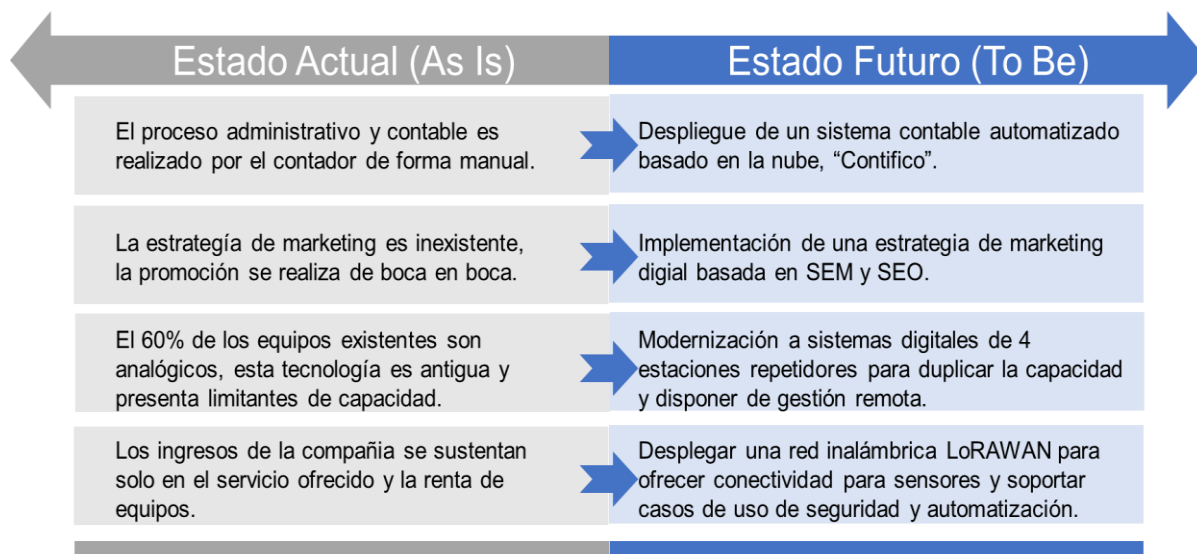 Estado Actual (As Is)
Estado Futuro (To Be)
El proceso administrativo y contable es
realizado por el contador de forma manual.
Despliegue de un sistema contable automatizado
basado en la nube, “Contifico”.
La estrategía de marketing es inexistente,
la promoción se realiza de boca en boca.
Implementación de una estrategia de marketing
digial basada en SEM y SEO.
El 60% de los equipos existentes son
analógicos, esta tecnología es antigua y
presenta limitantes de capacidad.
Modernización a sistemas digitales de 4
estaciones repetidores para duplicar la capacidad
y disponer de gestión remota.
Los ingresos de la compañia se sustentan
solo en el servicio ofrecido y la renta de
equipos.
Desplegar una red inalámbrica LoRAWAN para
ofrecer conectividad para sensores y soportar
casos de uso de seguridad y automatización.